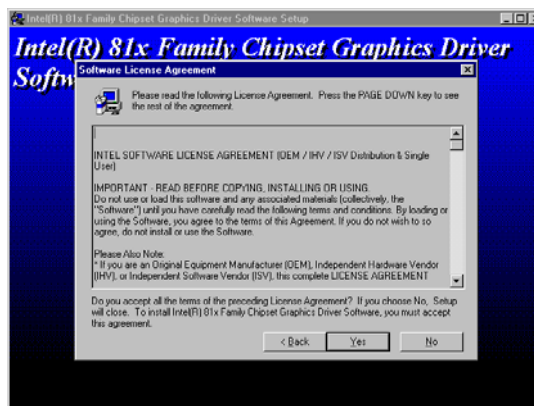 Intel(R) 81x Family Chipset Graphics Driver Software Setup
Intel(R) 81x Family Chipset Graphics Driver
Softw
Software License Agreement
Please read the following License Agreement. Press the PAGE DOWN key to see
the rest of the agreement.
INTEL SOFTWARE LICENSE AGREEMENT (OEM / IHV / ISV Distribution & Single
User)
IMPORTANT - READ BEFORE COPYING, INSTALLING OR USING.
Do not use or load this software and any associated materials (collectively, the
"Software") until you have carefully read the following terms and conditions. By loading or
using the Software, you agree to the terms of this Agreement. If you do not wish to so
agree, do not install or use the Software.
Please Also Note:
* If you are an Original Equipment Manufacturer (OEM), Independent Hardware Vendor
(IHV), or Independent Software Vendor (ISV), this complete LICENSE AGREEMENT
Do you accept all the terms of the preceding License Agreement? If you choose No, Setup
will close. To install Intel(R) 81x Family Chipset Graphics Driver Software, you must accept
this agreement.
< Back
Yes
No